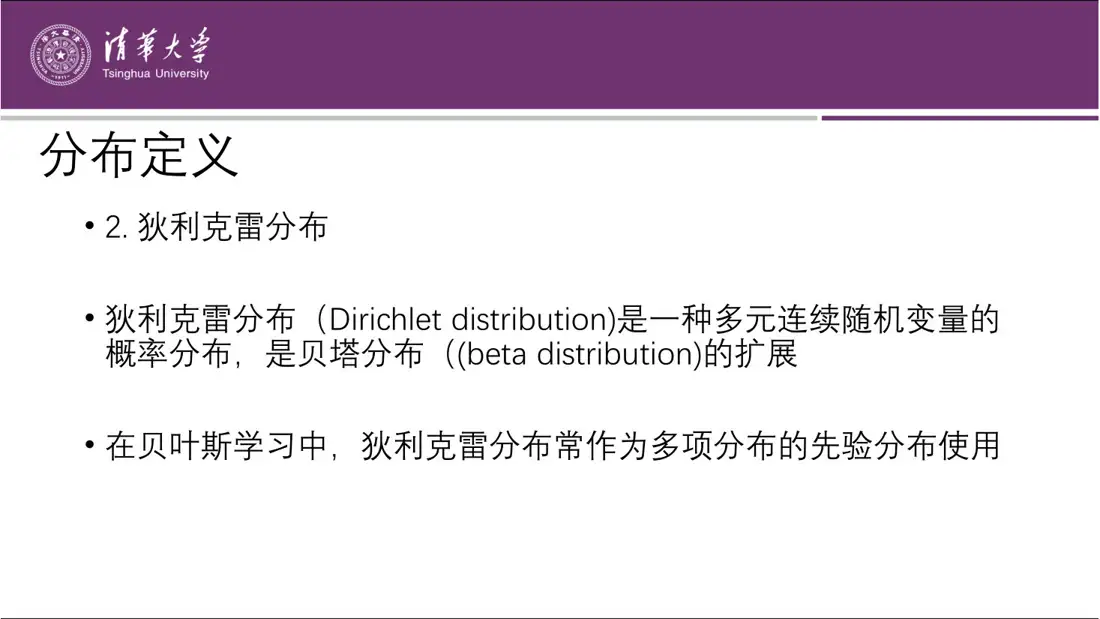 清华大学
Tsinghua University
分布定义
• 2. 狄利克雷分布
• 狄利克雷分布（Dirichlet distribution)是一种多元连续随机变量的
概率分布，是贝塔分布（(beta distribution)的扩展
• 在贝叶斯学习中，狄利克雷分布常作为多项分布的先验分布使用